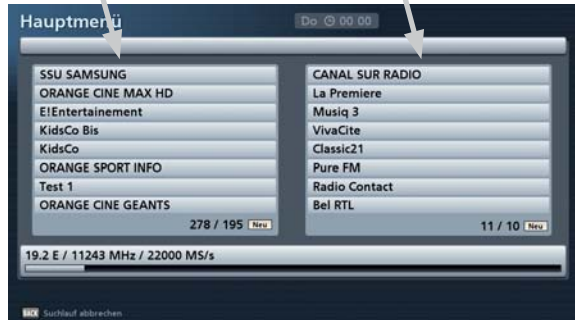 Hauptmenü
Do 00 00
SSU SAMSUNG
ORANGE CINE MAX HD
E!Entertainement
KidsCo Bis
KidsCo
ORANGE SPORT INFO
Test 1
ORANGE CINE GEANTS
278 / 195 Neu
CANAL SUR RADIO
La Premiere
Musiq 3
VivaCite
Classic21
Pure FM
Radio Contact
Bel RTL
11 / 10 Neu
19.2 E / 11243 MHz / 22000 MS/s
BACK Suchlauf abbrechen